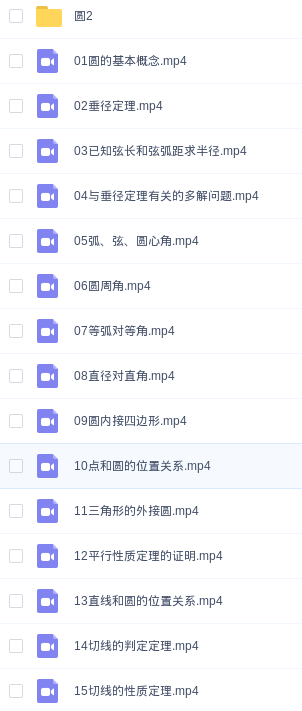 圆2
01圆的基本概念.mp4
02垂径定理.mp4
03已知弦长和弦弧距求半径.mp4
04与垂径定理有关的多解问题.mp4
05弧、弦、圆心角.mp4
06圆周角.mp4
07等弧对等角.mp4
08直径对直角.mp4
09圆内接四边形.mp4
10点和圆的位置关系.mp4
11三角形的外接圆.mp4
12平行性质定理的证明.mp4
13直线和圆的位置关系.mp4
14切线的判定定理.mp4
15切线的性质定理.mp4